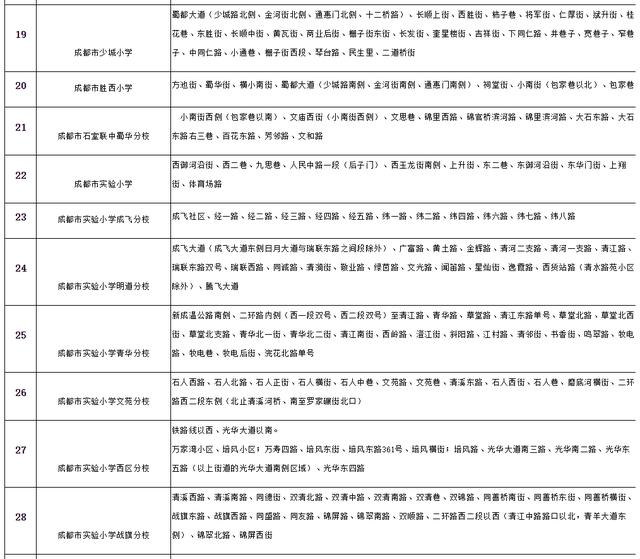 19
成都市少城小学
蜀都大道（少城路北侧、金河街北侧、通惠门北侧、十二桥路）、长顺上街、西胜街、柿子巷、将军街、仁厚街、斌升街、桂
花巷、东胜街、长顺中街、黄瓦街、商业后街、栅子街东街、长发街、奎星楼街、吉祥街、下同仁路、井巷子、宽巷子、窄巷
子、中同仁路、小通巷、栅子街西段、琴台路、民生里、二道桥街
20
成都市胜西小学
方池街、蜀华街、横小南街、蜀都大道（少城路南侧、金河街南侧、通惠门南侧）、祠堂街、小南街（包家巷以北）、包家巷
21
成都市石室联中蜀华分校
小南街西侧（包家巷以南）、文庙西街（小南街西侧）、文思巷、锦里西路、锦官桥滨河路、锦里滨河路、大石东路、大石
东路右三巷、百花东路、芳邻路、文和路
22
成都市实验小学
西御河沿街、西二巷、九思巷、人民中路一段（后子门）、西玉龙街南侧、上升街、东二巷、东御河沿街、东华门街、上翔
街、体育场路
23
成都市实验小学成飞分校
成飞社区、经一路、经二路、经三路、经四路、经五路、纬一路、纬二路、纬四路、纬六路、纬七路、纬八路
24
成都市实验小学明道分校
成飞大道（成飞大道东侧日月大道与瑞联东路之间段除外）、广富路、黄土路、金辉路、清河二支路、清河一支路、清江路、
瑞联东路双号、瑞联西路、同诚路、清漪街、敬业路、绿茵路、文光路、闻笛路、星灿街、逸霞路、西货站路（清水路苑小区
除外）、腾飞大道
25
成都市实验小学青华分校
新成温公路南侧、二环路内侧（西一段双号、西二段双号）至清江路、青华路、草堂路、清江东路单号、草堂北路、草堂北西
街、草堂北支路、青华北一街、青华北二街、清江南街、西岭路、浣江街、斜阳路、江村路、清邻街、书香街、鸣翠路、牧电
路、牧电巷、牧电后街、浣花北路单号
26
成都市实验小学文苑分校
石人西路、石人北路、石人正街、石人横街、石人中巷、文苑路、文苑巷、清溪东路、石人西街、石人巷、磨底河横街、二环
路西二段东侧（北止清溪河桥、南至罗家碾街北口）
27
成都市实验小学西区分校
铁路线以西、光华大道以南。
万家湾小区、培风小区；万寿四路、培风东街、培风东路361号、培风横街；培风路、光华大道南三路、光华南二路、光华东
五路（以上街道的光华大道南侧区域）、光华东四路
28
成都市实验小学战旗分校
清溪西路、清溪南路、同德街、双清北路、双清中路、双清南路、双清巷、双锦路、同善桥南街、同善桥东街、同善桥横街、
战旗东路、战旗西路、同盛路、同友路、锦屏路、锦翠南路、双顺路、二环路西二段以西（清江中路路口以北，青羊大道东
侧）、锦翠北路、锦屏西街